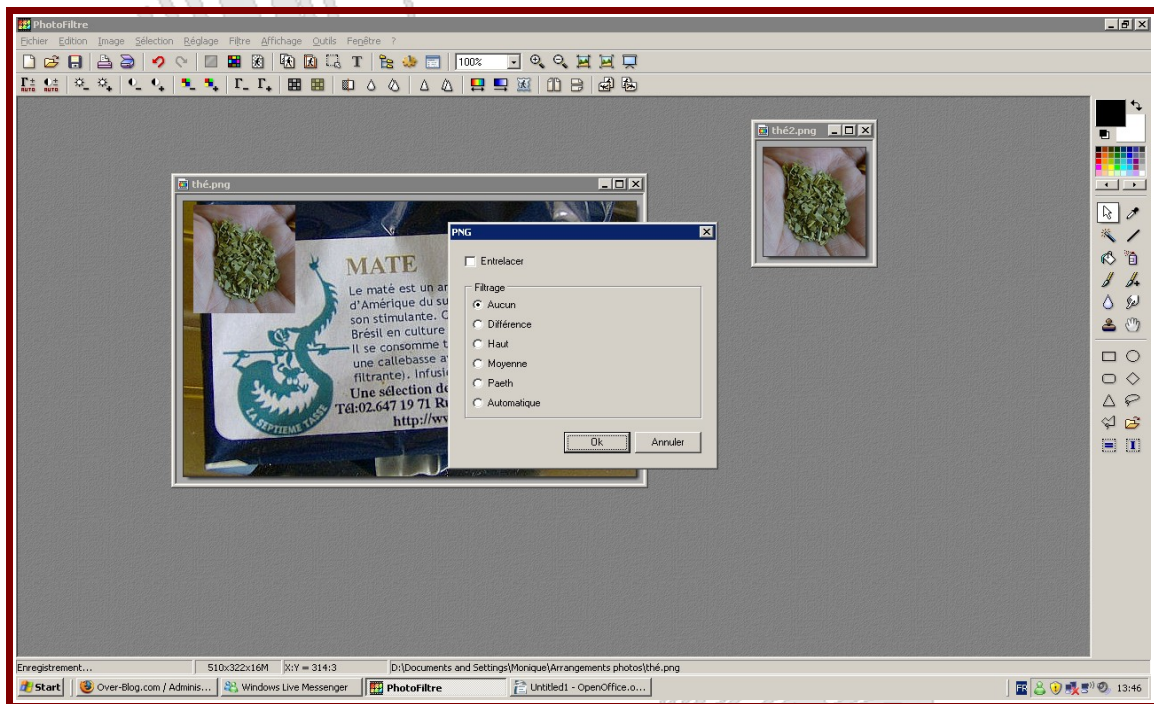 PhotoFiltre
Fichier Edition Image Sélection Réglage Filtre Affichage Outils Fenêtre ?
100%
thé2.png
thé.png
PNG
Entrelacer
Filtrage
Aucun
Différence
Haut
Moyenne
Paeth
Automatique
Ok Annuler
MATE
Le maté est un
d'Amérique du
son stimulante.
Brésil en culture
Il se consomme
une callebasse
filtrante).
Une sélection de
Tél:02.647 19 71
LA SEPTIEME TASSE
Enregistrement... 510x322x16M X:Y = 314:3 D:\Documents and Settings\Monique\Arrangements photos\thé.png
Start Over-Blog.com / Adminis... Windows Live Messenger PhotoFiltre Untitled1 - OpenOffice.o... FR 13:46